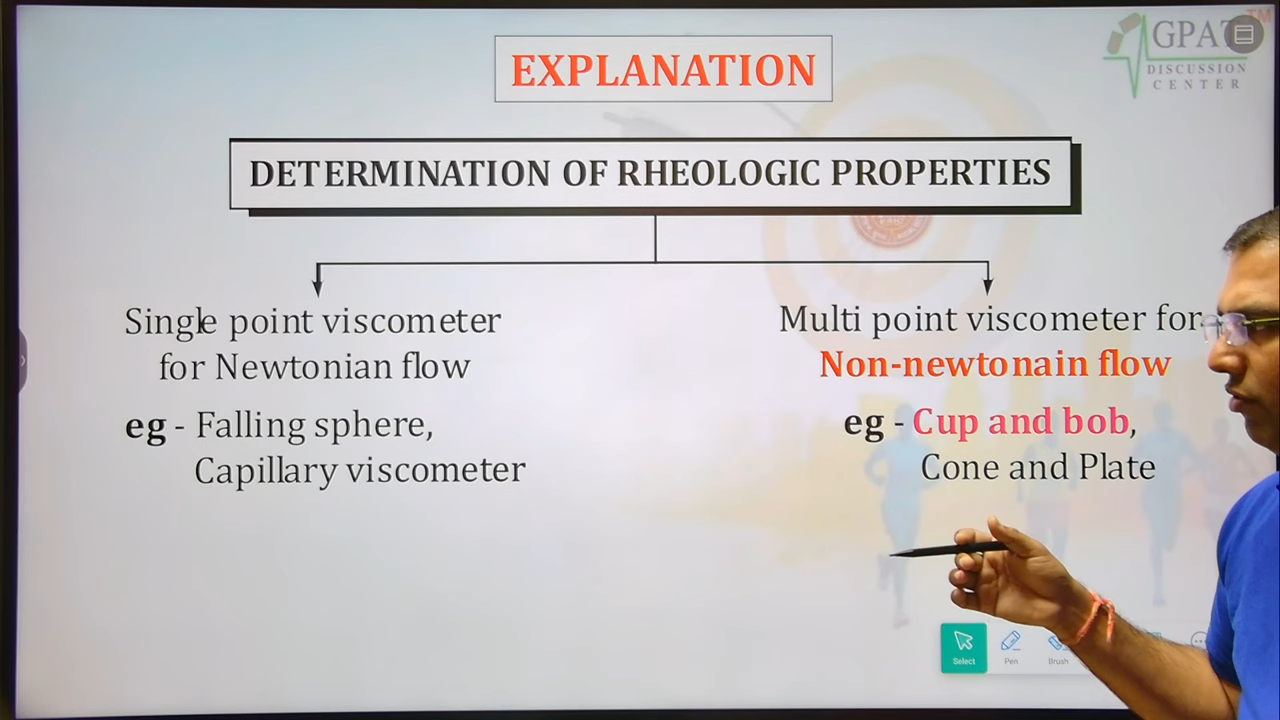 EXPLANATION
GPAT
TM
DISCUSSION
CENTER
DETERMINATION OF RHEOLOGIC PROPERTIES
Single point viscometer
for Newtonian flow
eg - Falling sphere,
Capillary viscometer
Multi point viscometer for
Non-newtonain flow
eg - Cup and bob,
Cone and Plate
Select
Pen
Brush